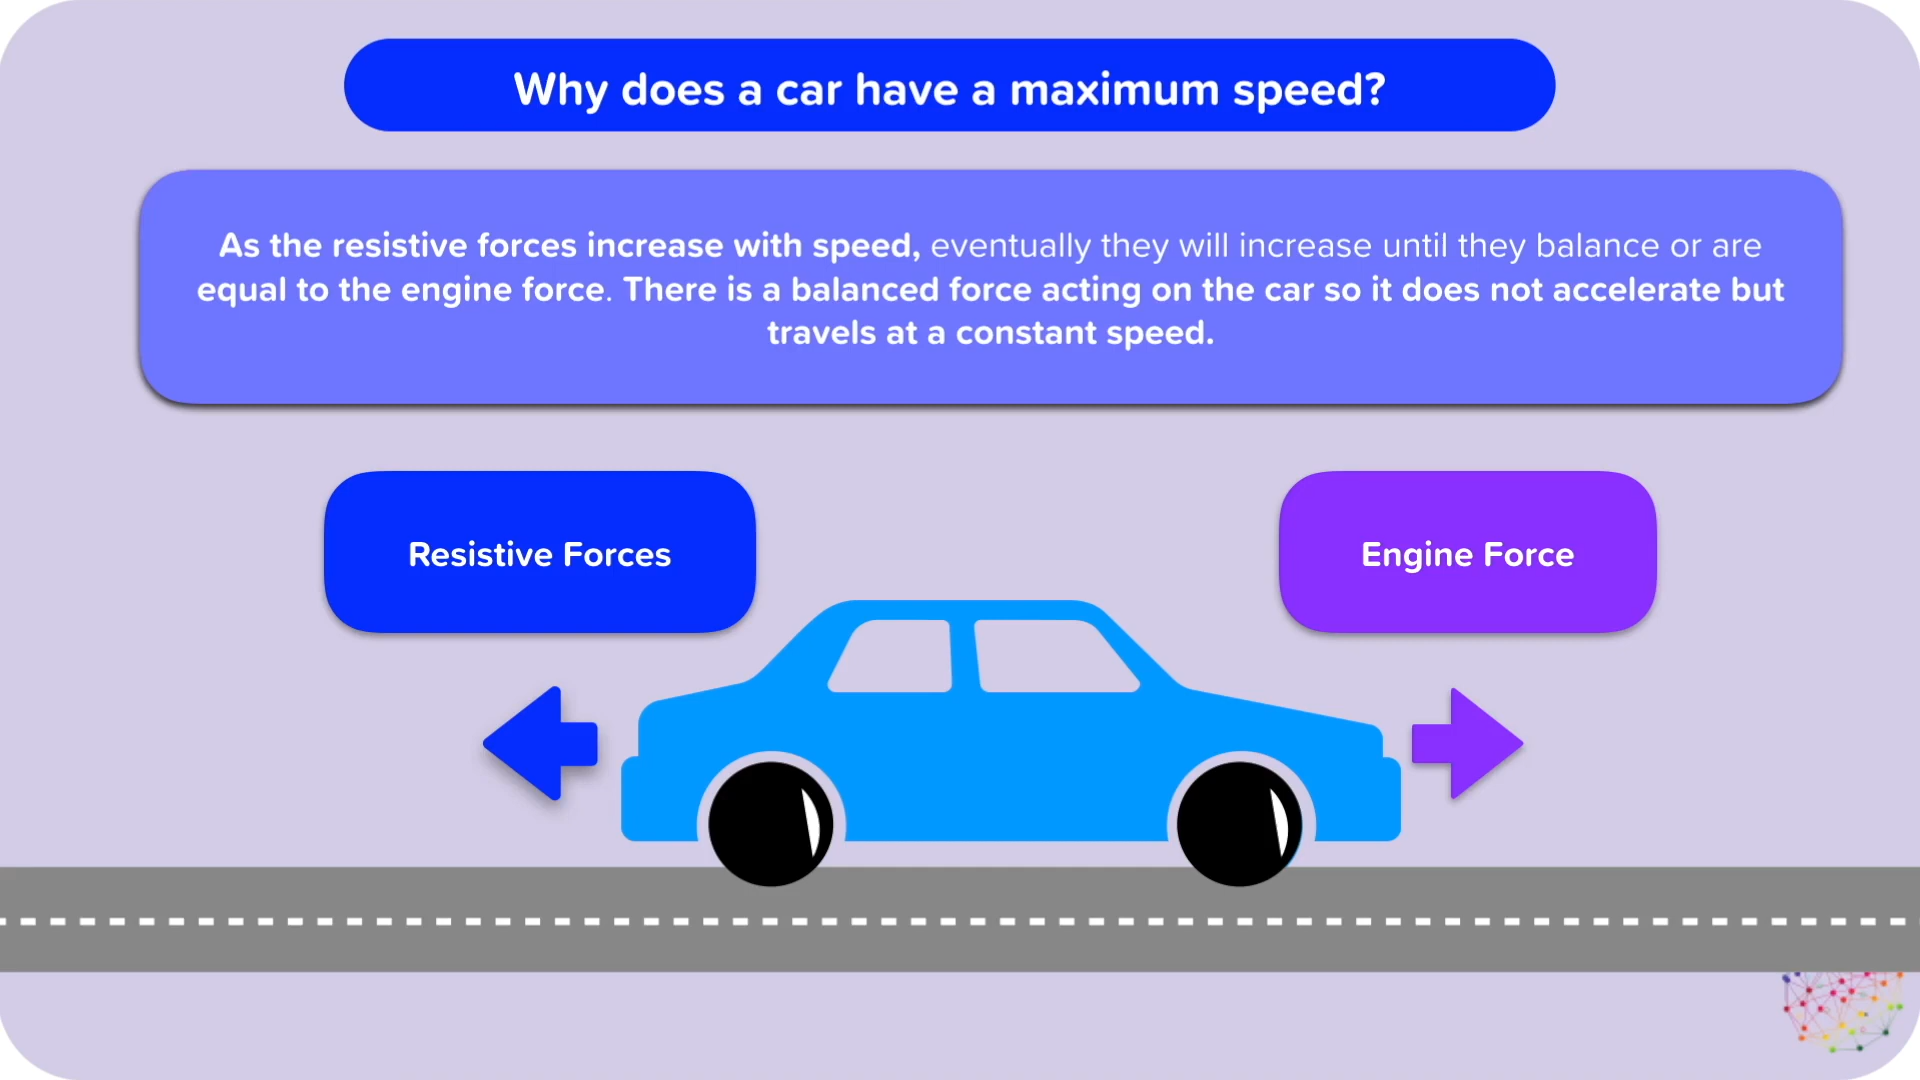 Why does a car have a maximum speed?
As the resistive forces increase with speed, eventually they will increase until they balance or are
equal to the engine force. There is a balanced force acting on the car so it does not accelerate but
travels at a constant speed.
Resistive Forces
Engine Force